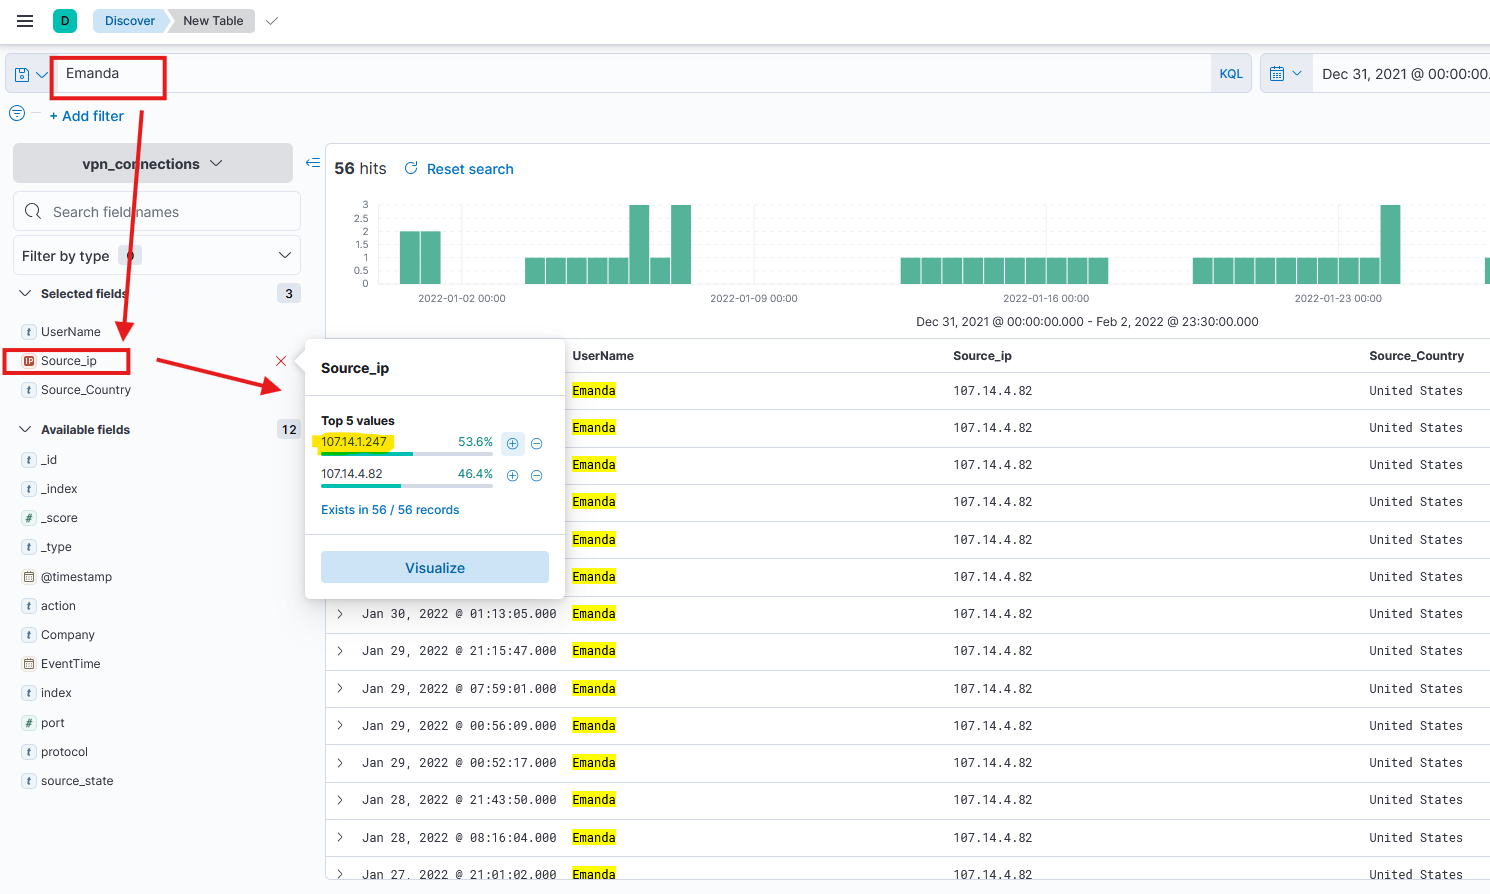 D Discover New Table
Emanda
KQL
Dec 31, 2021 @ 00:00:00.
+ Add filter
vpn_connections
Search field names
Filter by type 0
Selected fields 3
t UserName
IP Source_ip
t Source_Country
Available fields 12
t _id
t _index
# _score
t _type
@timestamp
t action
t Company
EventTime
t index
# port
t protocol
t source_state
56 hits Reset search
3
2.5
2
1.5
1
0.5
0
2022-01-02 00:00 2022-01-09 00:00 2022-01-16 00:00 2022-01-23 00:00
Dec 31, 2021 @ 00:00:00.000 - Feb 2, 2022 @ 23:30:00.000
Source_ip
Top 5 values
107.14.1.247 53.6%
107.14.4.82 46.4%
Exists in 56 / 56 records
Visualize
UserName Source_ip Source_Country
Emanda 107.14.4.82 United States
Emanda 107.14.4.82 United States
Emanda 107.14.4.82 United States
Emanda 107.14.4.82 United States
Emanda 107.14.4.82 United States
Emanda 107.14.4.82 United States
Jan 30, 2022 @ 01:13:05.000 Emanda 107.14.4.82 United States
Jan 29, 2022 @ 21:15:47.000 Emanda 107.14.4.82 United States
Jan 29, 2022 @ 07:59:01.000 Emanda 107.14.4.82 United States
Jan 29, 2022 @ 00:56:09.000 Emanda 107.14.4.82 United States
Jan 29, 2022 @ 00:52:17.000 Emanda 107.14.4.82 United States
Jan 28, 2022 @ 21:43:50.000 Emanda 107.14.4.82 United States
Jan 28, 2022 @ 08:16:04.000 Emanda 107.14.4.82 United States
Jan 27, 2022 @ 21:01:02.000 Emanda 107.14.4.82 United States